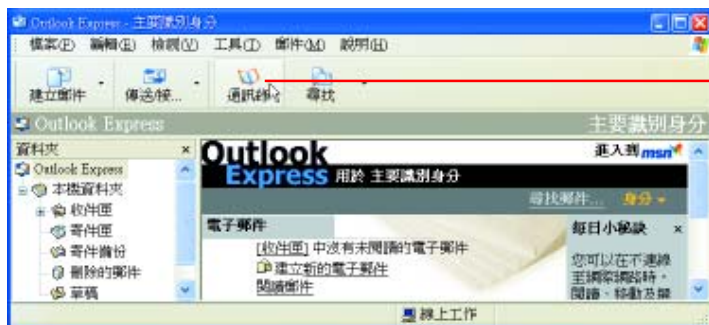 Outlook Express - 主要識別身分
檔案(F) 編輯(E) 檢視(V) 工具(T) 郵件(M) 說明(H)
建立郵件 傳送/接... 通訊錄 尋找
Outlook Express 主要識別身分
資料夾 ×
Outlook Express
本機資料夾
收件匣
寄件匣
寄件備份
刪除的郵件
草稿
Outlook
Express 用於 主要識別身分
進入到 msn
尋找郵件... 身分
電子郵件
[收件匣] 中沒有未閱讀的電子郵件
建立新的電子郵件
閱讀郵件
每日小秘訣 ×
您可以在不連線
至網際網路時，
閱讀、移動及撰
線上工作